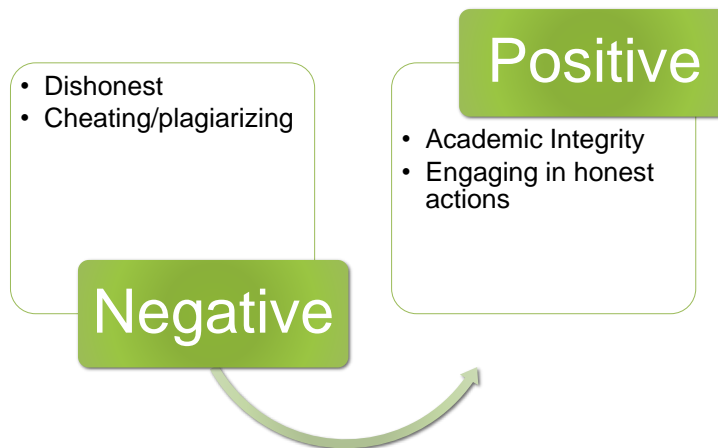 • Dishonest
• Cheating/plagiarizing
Negative
Positive
• Academic Integrity
• Engaging in honest
actions